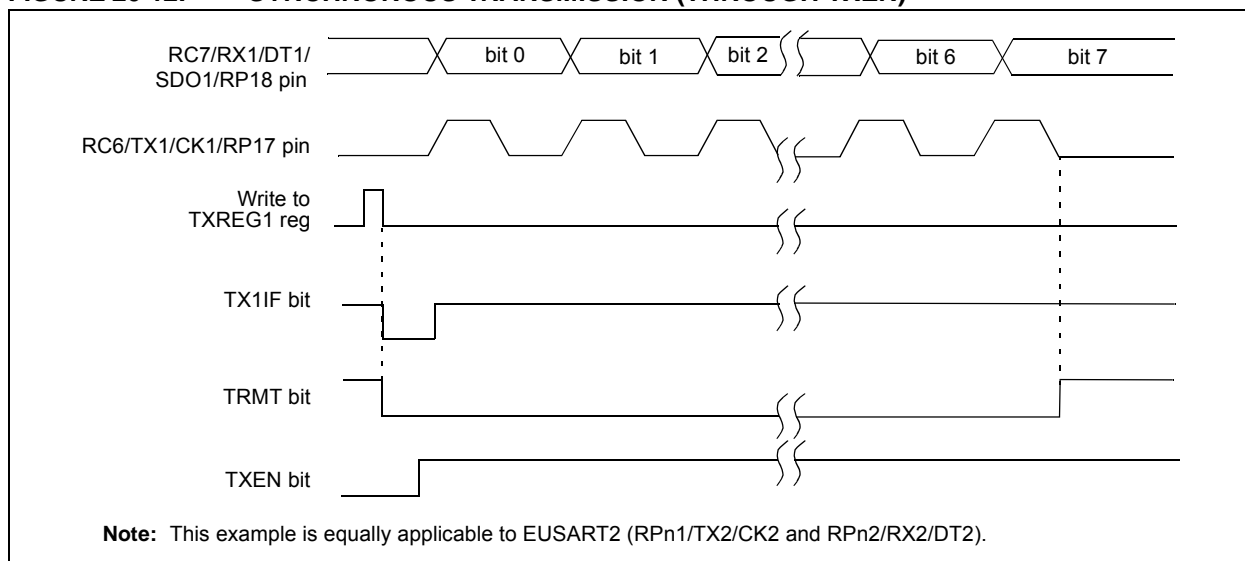 RC7/RX1/DT1/
SDO1/RP18 pin
bit 0
bit 1
bit 2
bit 6
bit 7
RC6/TX1/CK1/RP17 pin
Write to
TXREG1 reg
TX1IF bit
TRMT bit
TXEN bit
Note: This example is equally applicable to EUSART2 (RPn1/TX2/CK2 and RPn2/RX2/DT2).